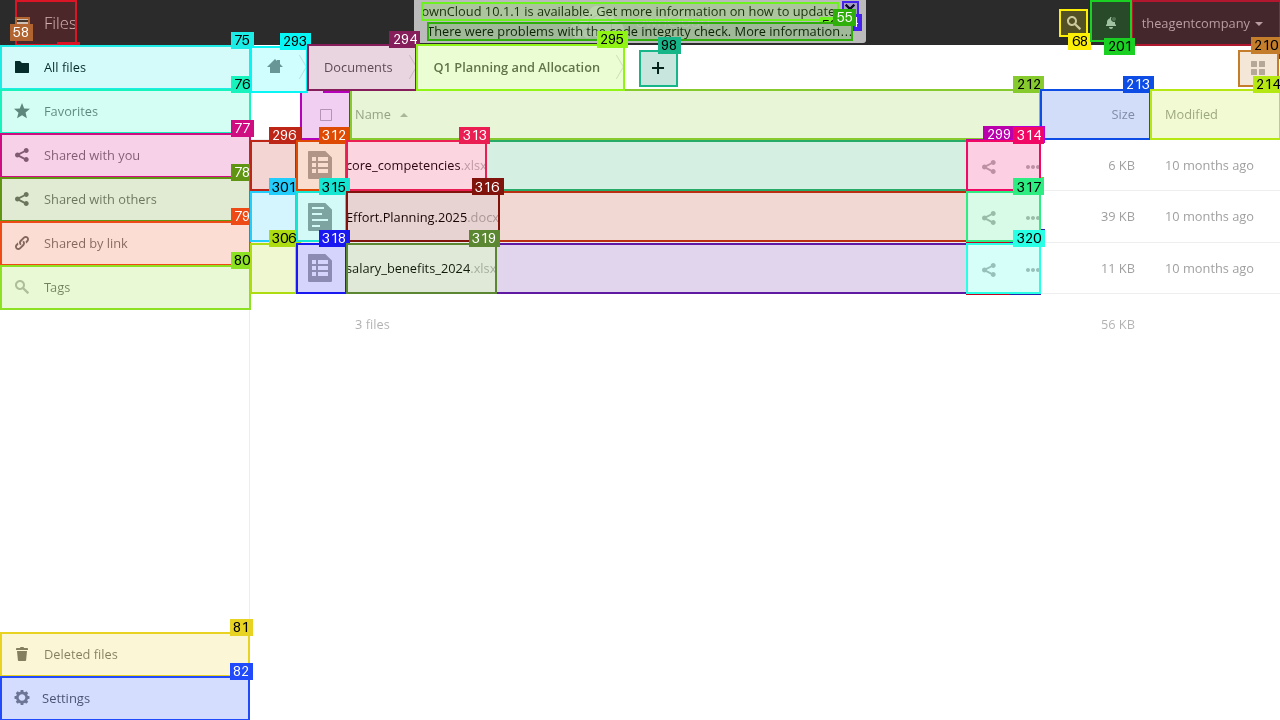 Files
ownCloud 10.1.1 is available. Get more information on how to update
There were problems with the code integrity check. More information...
theagentcompany
58
55
68
201
210
75
293
294
295
98
All files
Documents
Q1 Planning and Allocation
76
212
213
214
Favorites
Name
Size
Modified
77
296
312
313
299
314
Shared with you
core_competencies.xlsx
6 KB
10 months ago
78
301
315
316
317
Shared with others
Effort.Planning.2025.docx
39 KB
10 months ago
79
306
318
319
320
Shared by link
salary_benefits_2024.xlsx
11 KB
10 months ago
80
Tags
3 files
56 KB
81
Deleted files
82
Settings